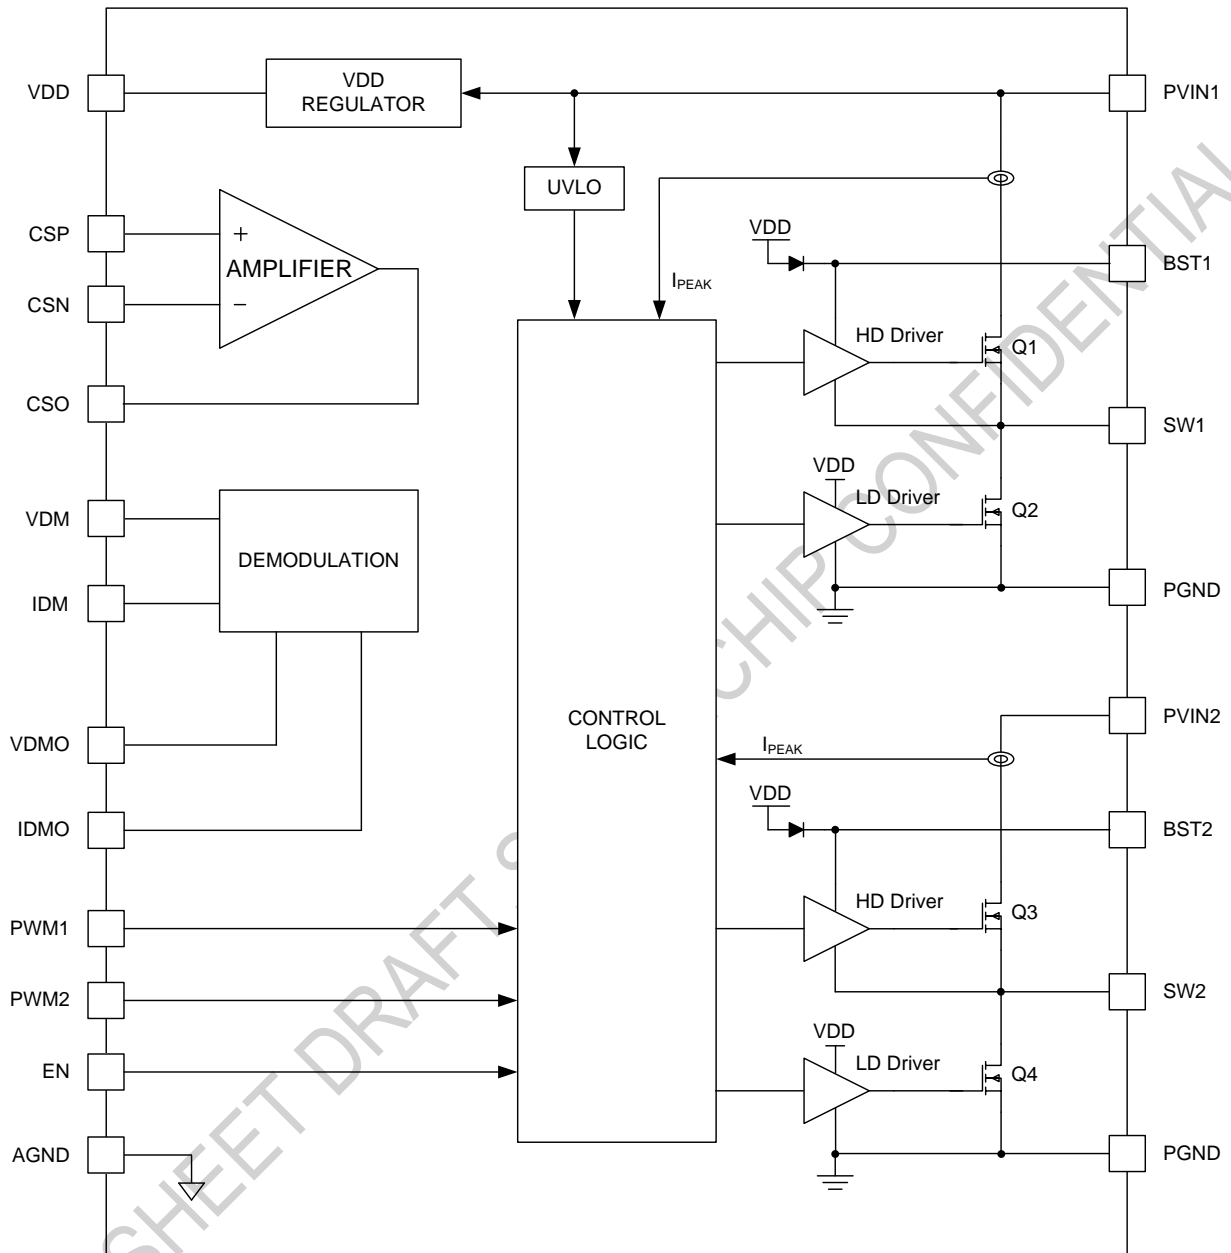 VDD
VDD
REGULATOR
PVIN1
UVLO
CSP
+
AMPLIFIER
CSN
−
CSO
IPEAK
VDD
BST1
HD Driver
Q1
SW1
VDD
LD Driver
Q2
PGND
VDM
DEMODULATION
IDM
VDMO
IDMO
CONTROL
LOGIC
PVIN2
IPEAK
VDD
BST2
HD Driver
Q3
SW2
VDD
LD Driver
Q4
PGND
PWM1
PWM2
EN
AGND
SHEET DRAFT
CHIP CONFIDENTIAL